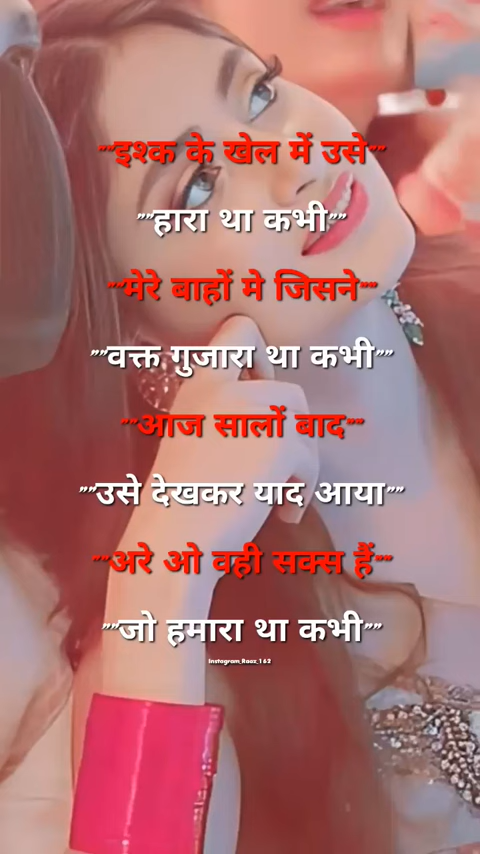 ""इश्क के खेल में उसे""
""हारा था कभी""
""मेरे बाहों मे जिसने""
""वक्त गुजारा था कभी""
""आज सालों बाद""
""उसे देखकर याद आया""
""अरे ओ वही सक्स हैं""
""जो हमारा था कभी""
Instagram_Raaz_162